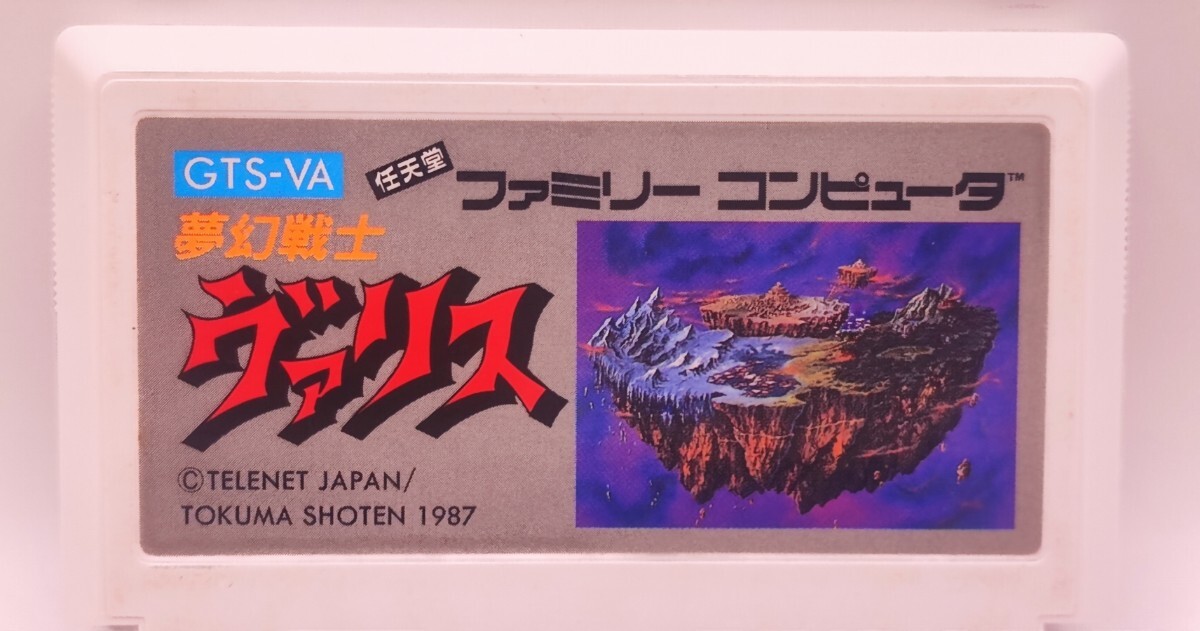 GTS-VA
任天堂
ファミリー コンピュータ™
夢幻戦士
ヴァリス
©TELENET JAPAN/
TOKUMA SHOTEN 1987